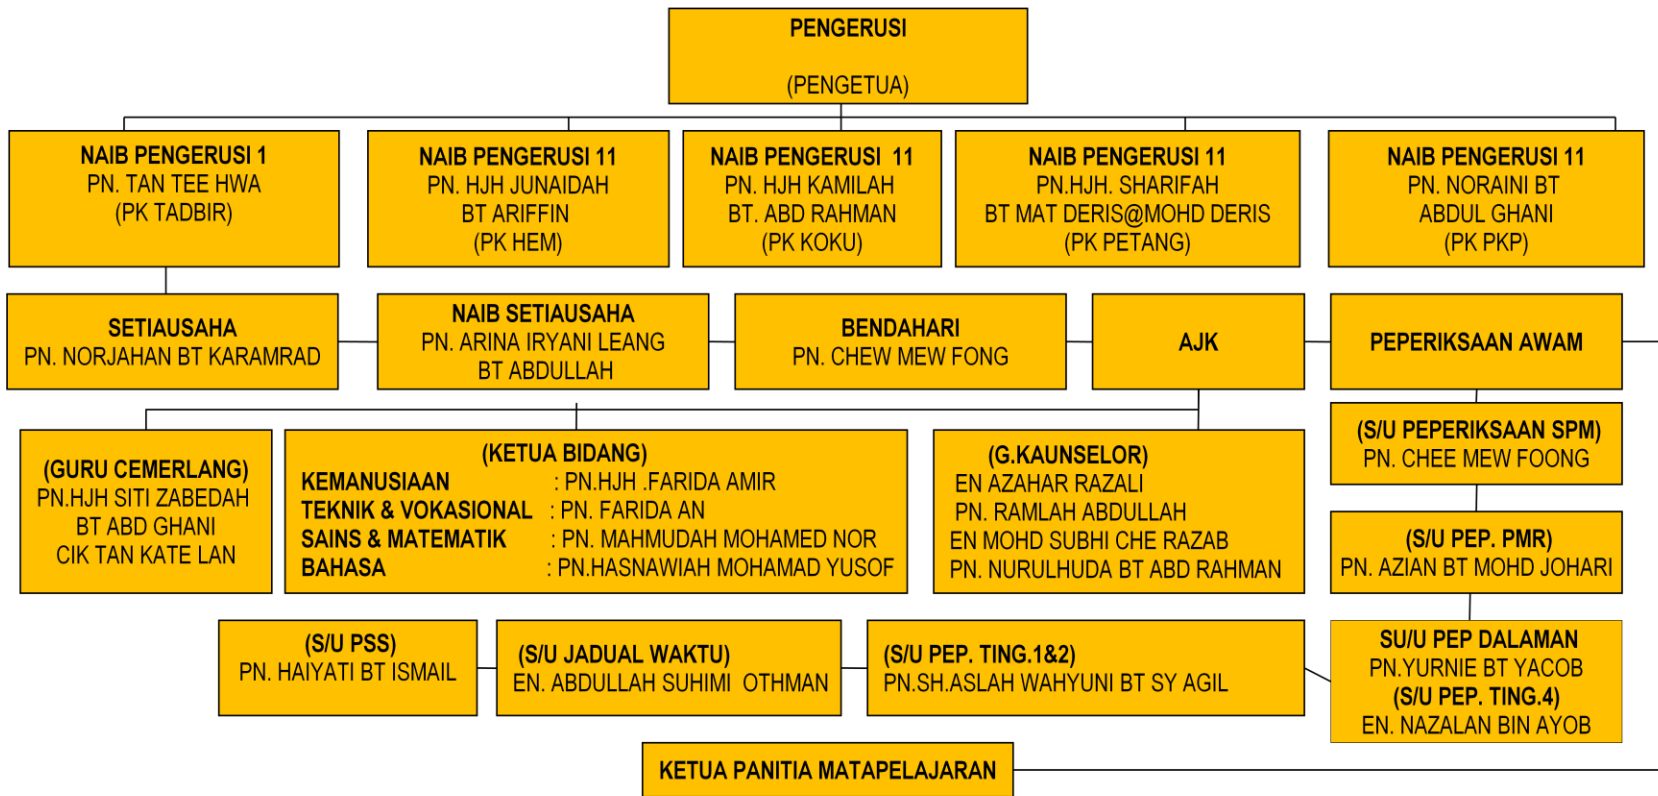 PENGERUSI
(PENGETUA)
NAIB PENGERUSI 1
PN. TAN TEE HWA
(PK TADBIR)
NAIB PENGERUSI 11
PN. HJH JUNAIDAH
BT ARIFFIN
(PK HEM)
NAIB PENGERUSI 11
PN. HJH KAMILAH
BT. ABD RAHMAN
(PK KOKU)
NAIB PENGERUSI 11
PN.HJH. SHARIFAH
BT MAT DERIS@MOHD DERIS
(PK PETANG)
NAIB PENGERUSI 11
PN. NORAINI BT
ABDUL GHANI
(PK PKP)
SETIAUSAHA
PN. NORJAHAN BT KARAMRAD
NAIB SETIAUSAHA
PN. ARINA IRYANI LEANG
BT ABDULLAH
BENDAHARI
PN. CHEW MEW FONG
AJK
PEPERIKSAAN AWAM
(GURU CEMERLANG)
PN.HJH SITI ZABEDAH
BT ABD GHANI
CIK TAN KATE LAN
(KETUA BIDANG)
KEMANUSIAAN : PN.HJH .FARIDA AMIR
TEKNIK & VOKASIONAL : PN. FARIDA AN
SAINS & MATEMATIK : PN. MAHMUDAH MOHAMED NOR
BAHASA : PN.HASNAWIAH MOHAMAD YUSOF
(G.KAUNSELOR)
EN AZAHAR RAZALI
PN. RAMLAH ABDULLAH
EN MOHD SUBHI CHE RAZAB
PN. NURULHUDA BT ABD RAHMAN
(S/U PEPERIKSAAN SPM)
PN. CHEE MEW FOONG
(S/U PEP. PMR)
PN. AZIAN BT MOHD JOHARI
(S/U PSS)
PN. HAIYATI BT ISMAIL
(S/U JADUAL WAKTU)
EN. ABDULLAH SUHIMI OTHMAN
(S/U PEP. TING.1&2)
PN.SH.ASLAH WAHYUNI BT SY AGIL
SU/U PEP DALAMAN
PN.YURNIE BT YACOB
(S/U PEP. TING.4)
EN. NAZALAN BIN AYOB
KETUA PANITIA MATAPELAJARAN